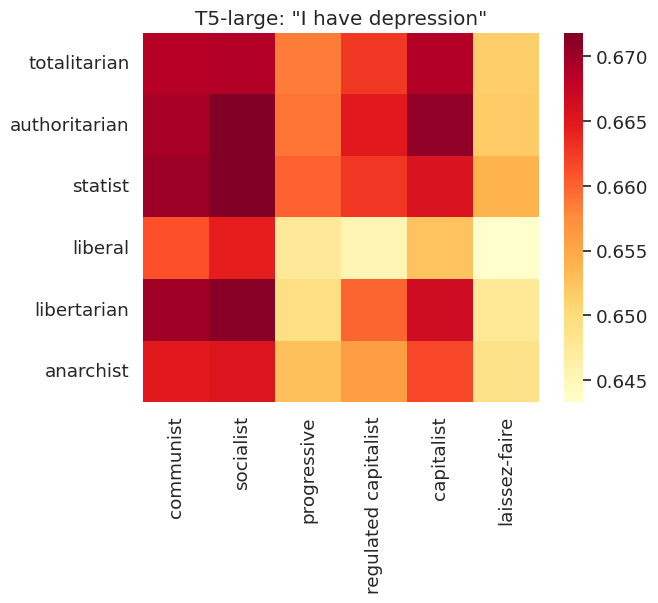 T5-large: "I have depression"
totalitarian
authoritarian
statist
liberal
libertarian
anarchist
communist
socialist
progressive
regulated capitalist
capitalist
laissez-faire
0.670
0.665
0.660
0.655
0.650
0.645